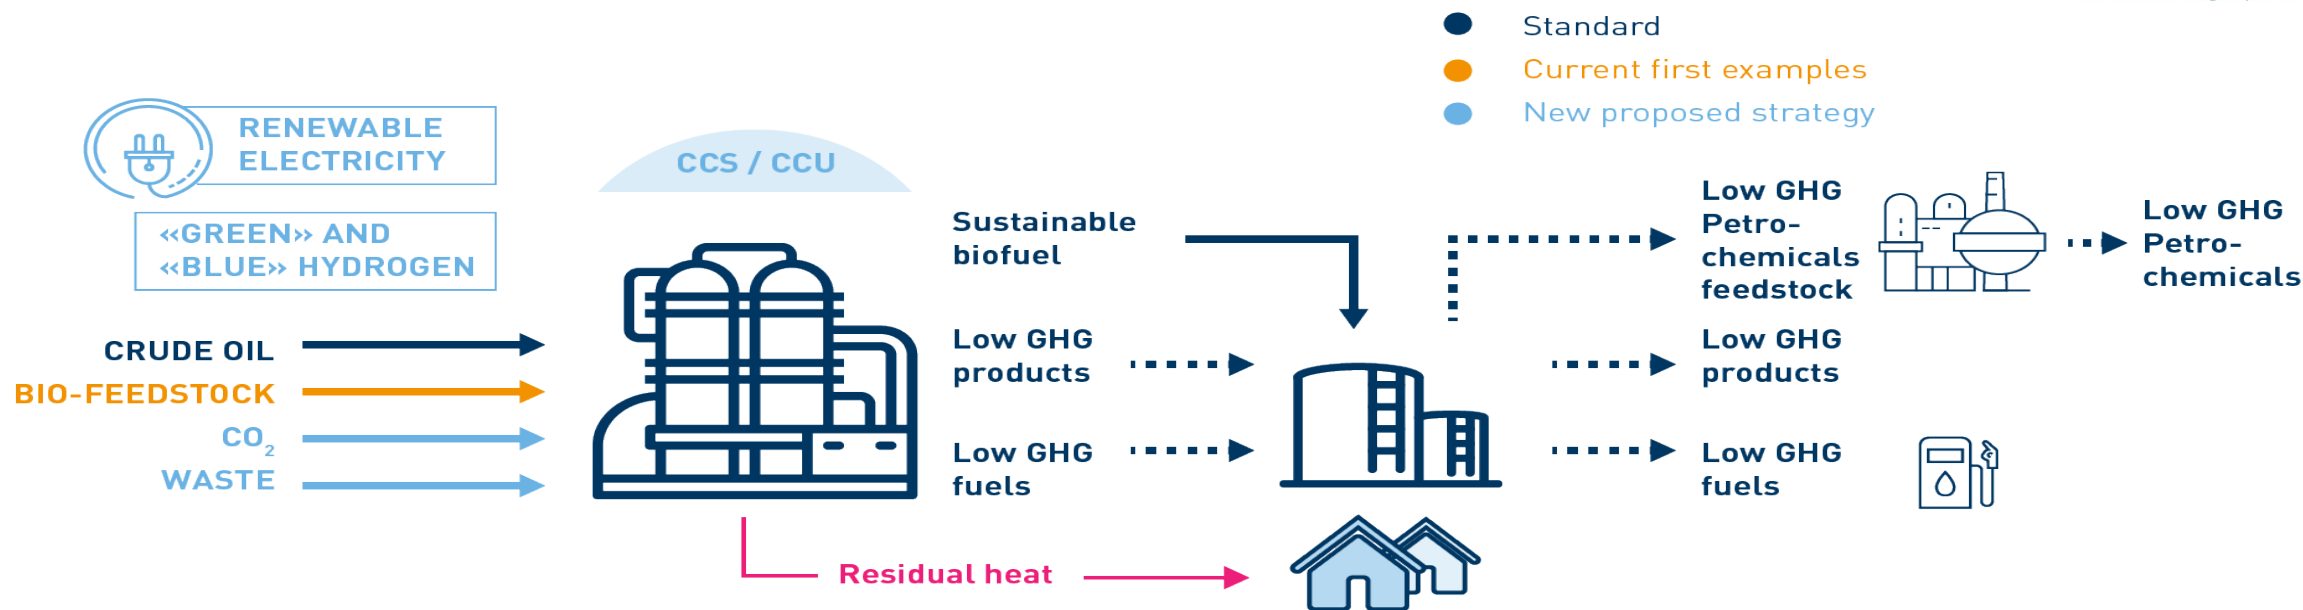 Standard
Current first examples
New proposed strategy
RENEWABLE
ELECTRICITY
«GREEN» AND
«BLUE» HYDROGEN
CRUDE OIL
BIO-FEEDSTOCK
CO₂
WASTE
CCS / CCU
Sustainable
biofuel
Low GHG
products
Low GHG
fuels
Residual heat
Low GHG
Petro-
chemicals
feedstock
Low GHG
products
Low GHG
fuels
Low GHG
Petro-
chemicals